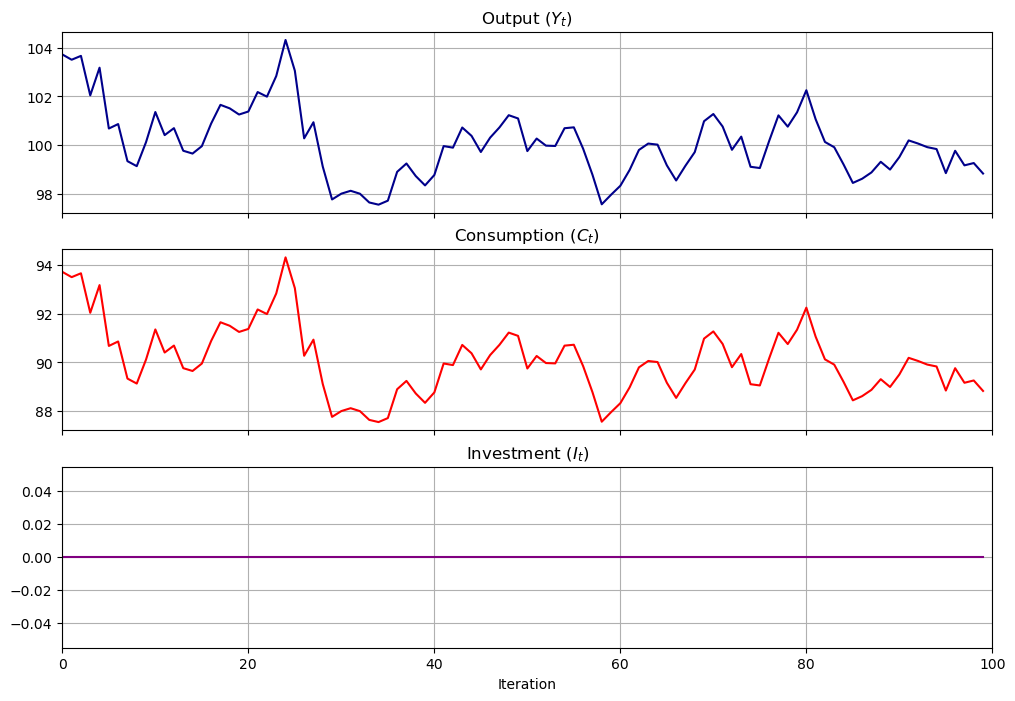 Output (Y_t)
104
102
100
98
Consumption (C_t)
94
92
90
88
Investment (I_t)
0.04
0.02
0.00
−0.02
−0.04
0 20 40 60 80 100
Iteration